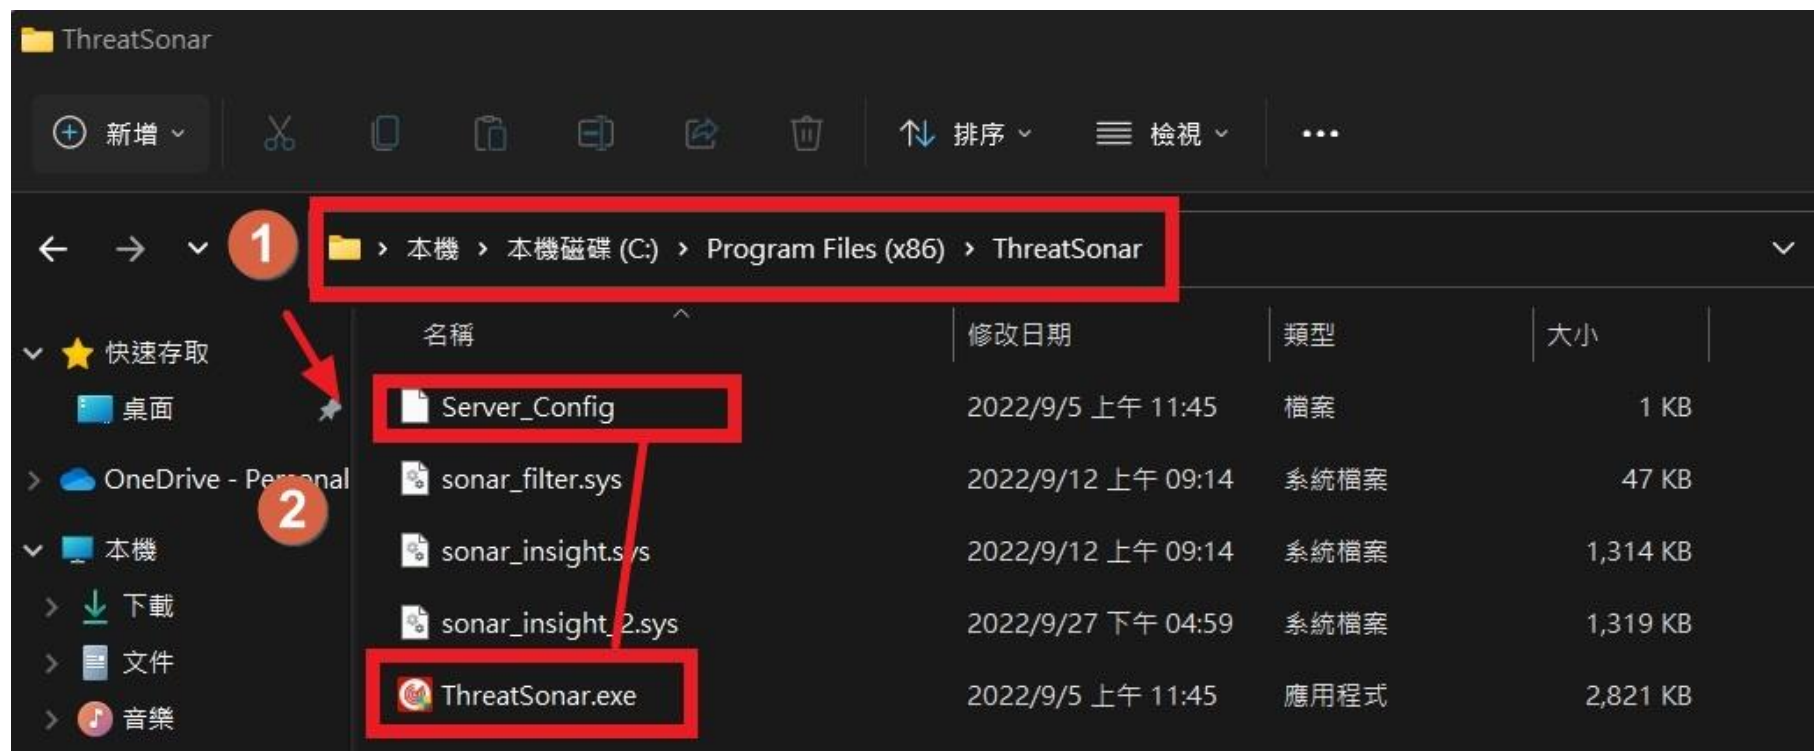 ThreatSonar
新增 排序 檢視
1 本機 本機磁碟 (C:) Program Files (x86) ThreatSonar
名稱 修改日期 類型 大小
快速存取
桌面
OneDrive - Personal
2
本機
下載
文件
音樂
Server_Config 2022/9/5 上午 11:45 檔案 1 KB
sonar_filter.sys 2022/9/12 上午 09:14 系統檔案 47 KB
sonar_insight.sys 2022/9/12 上午 09:14 系統檔案 1,314 KB
sonar_insight_2.sys 2022/9/27 下午 04:59 系統檔案 1,319 KB
ThreatSonar.exe 2022/9/5 上午 11:45 應用程式 2,821 KB